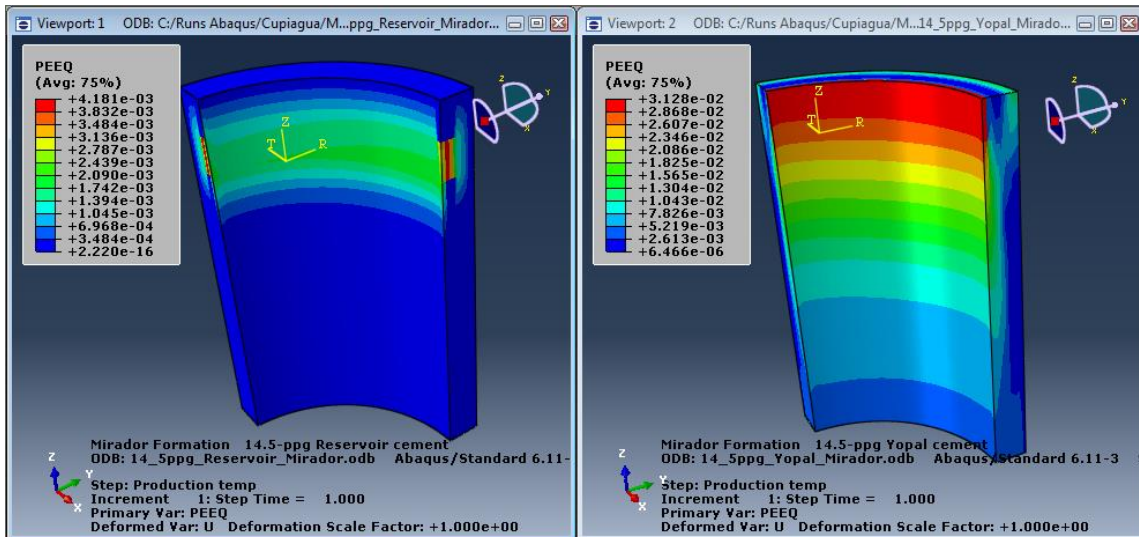 Viewport: 1 ODB: C:/Runs Abaqus/Cupiagua/M...ppg_Reservoir_Mirador...
PEEQ
(Avg: 75%)
+4.181e-03
+3.832e-03
+3.484e-03
+3.136e-03
+2.787e-03
+2.439e-03
+2.090e-03
+1.742e-03
+1.394e-03
+1.045e-03
+6.968e-04
+3.484e-04
+2.220e-16
Z
T
R
Z
Y
X
Mirador Formation 14.5-ppg Reservoir cement
ODB: 14_5ppg_Reservoir_Mirador.odb Abaqus/Standard 6.11-
Step: Production temp
Increment 1: Step Time = 1.000
Primary Var: PEEQ
Deformed Var: U Deformation Scale Factor: +1.000e+00
Z
Y
X
Viewport: 2 ODB: C:/Runs Abaqus/Cupiagua/M...14_5ppg_Yopal_Mirado...
PEEQ
(Avg: 75%)
+3.128e-02
+2.868e-02
+2.607e-02
+2.346e-02
+2.086e-02
+1.825e-02
+1.565e-02
+1.304e-02
+1.043e-02
+7.826e-03
+5.219e-03
+2.613e-03
+6.466e-06
Z
T
R
Z
Y
X
Mirador Formation 14.5-ppg Yopal cement
ODB: 14_5ppg_Yopal_Mirador.odb Abaqus/Standard 6.11-3
Step: Production temp
Increment 1: Step Time = 1.000
Primary Var: PEEQ
Deformed Var: U Deformation Scale Factor: +1.000e+00
Z
Y
X